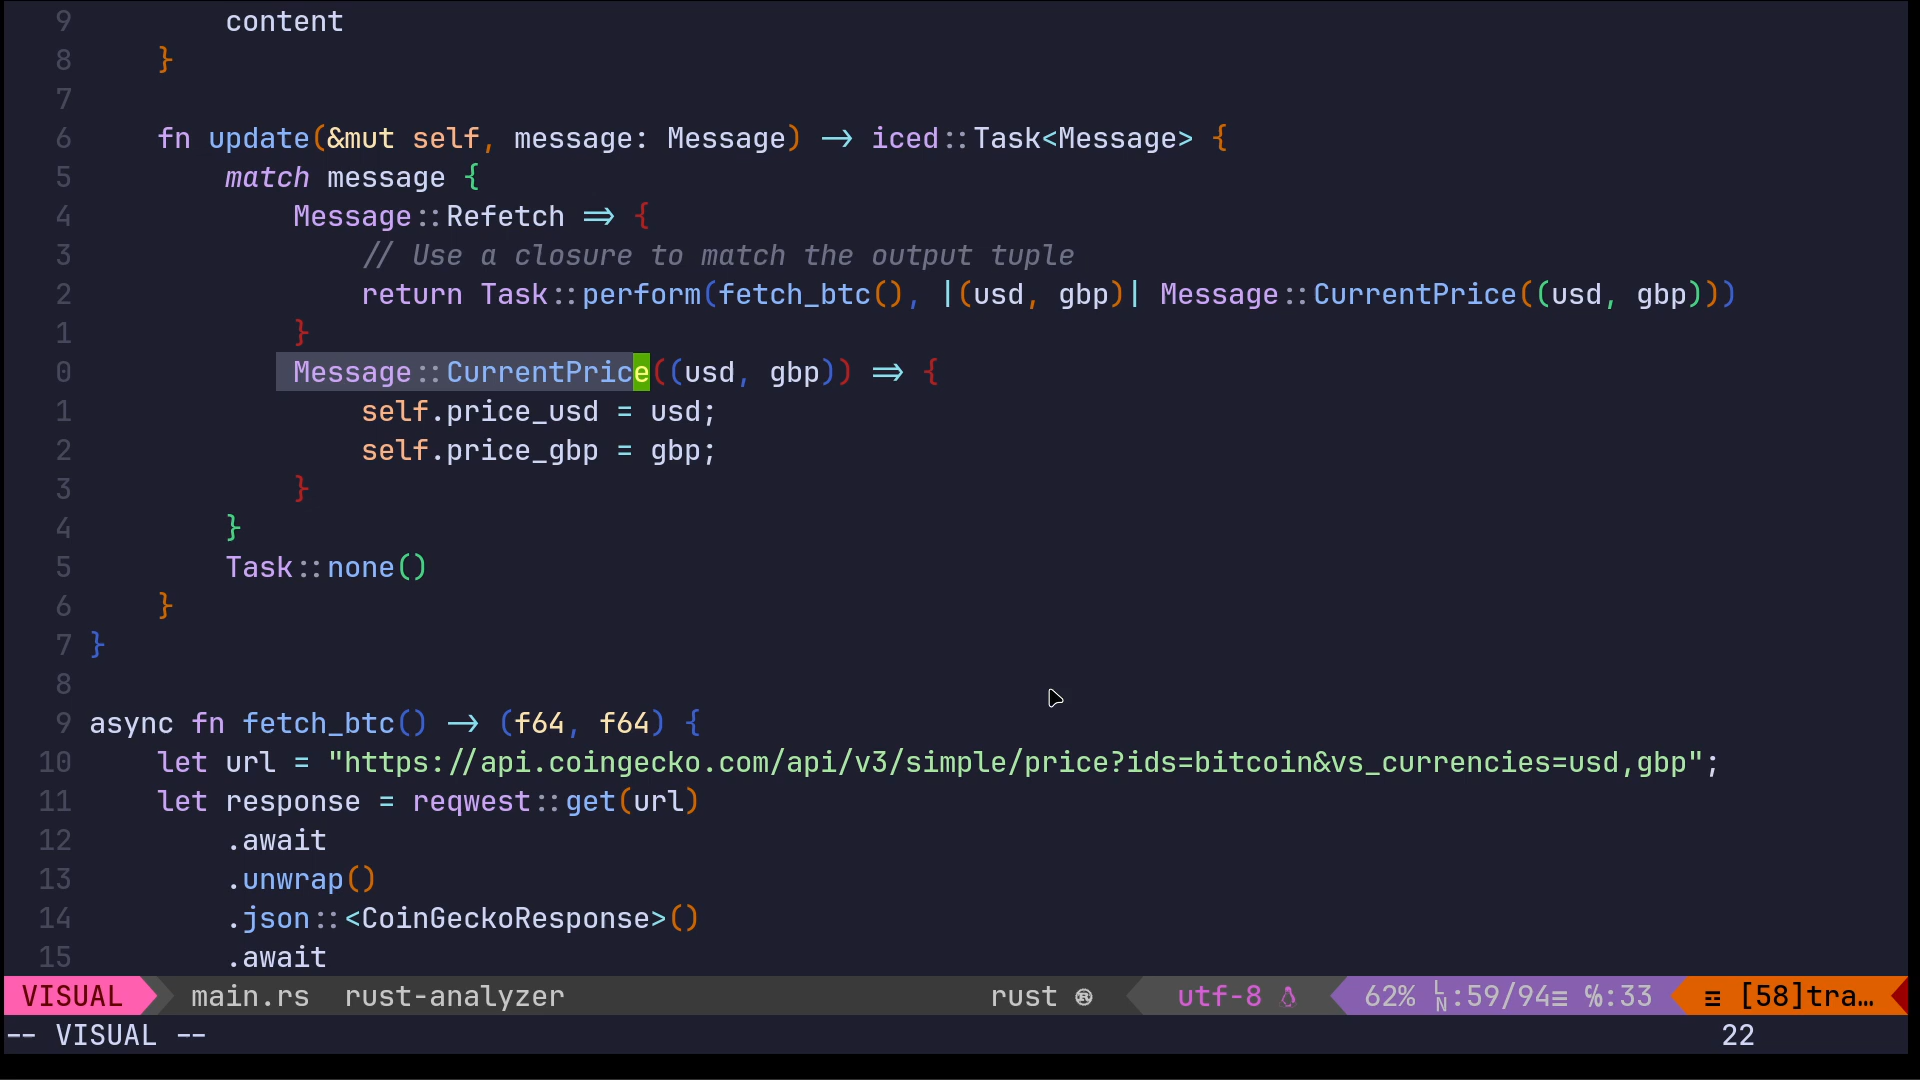 9         content
8     }
7
6     fn update(&mut self, message: Message) -> iced::Task<Message> {
5         match message {
4             Message::Refetch => {
3                 // Use a closure to match the output tuple
2                 return Task::perform(fetch_btc(), |(usd, gbp)| Message::CurrentPrice((usd, gbp)))
1             }
0             Message::CurrentPrice((usd, gbp)) => {
1                 self.price_usd = usd;
2                 self.price_gbp = gbp;
3             }
4         }
5         Task::none()
6     }
7 }
8
9 async fn fetch_btc() -> (f64, f64) {
10     let url = "https://api.coingecko.com/api/v3/simple/price?ids=bitcoin&vs_currencies=usd,gbp";
11     let response = reqwest::get(url)
12         .await
13         .unwrap()
14         .json::<CoinGeckoResponse>()
15         .await
VISUAL main.rs rust-analyzer rust ® utf-8 62% LN:59/94≡ ℅:33 ☲ [58]tra…
-- VISUAL -- 22